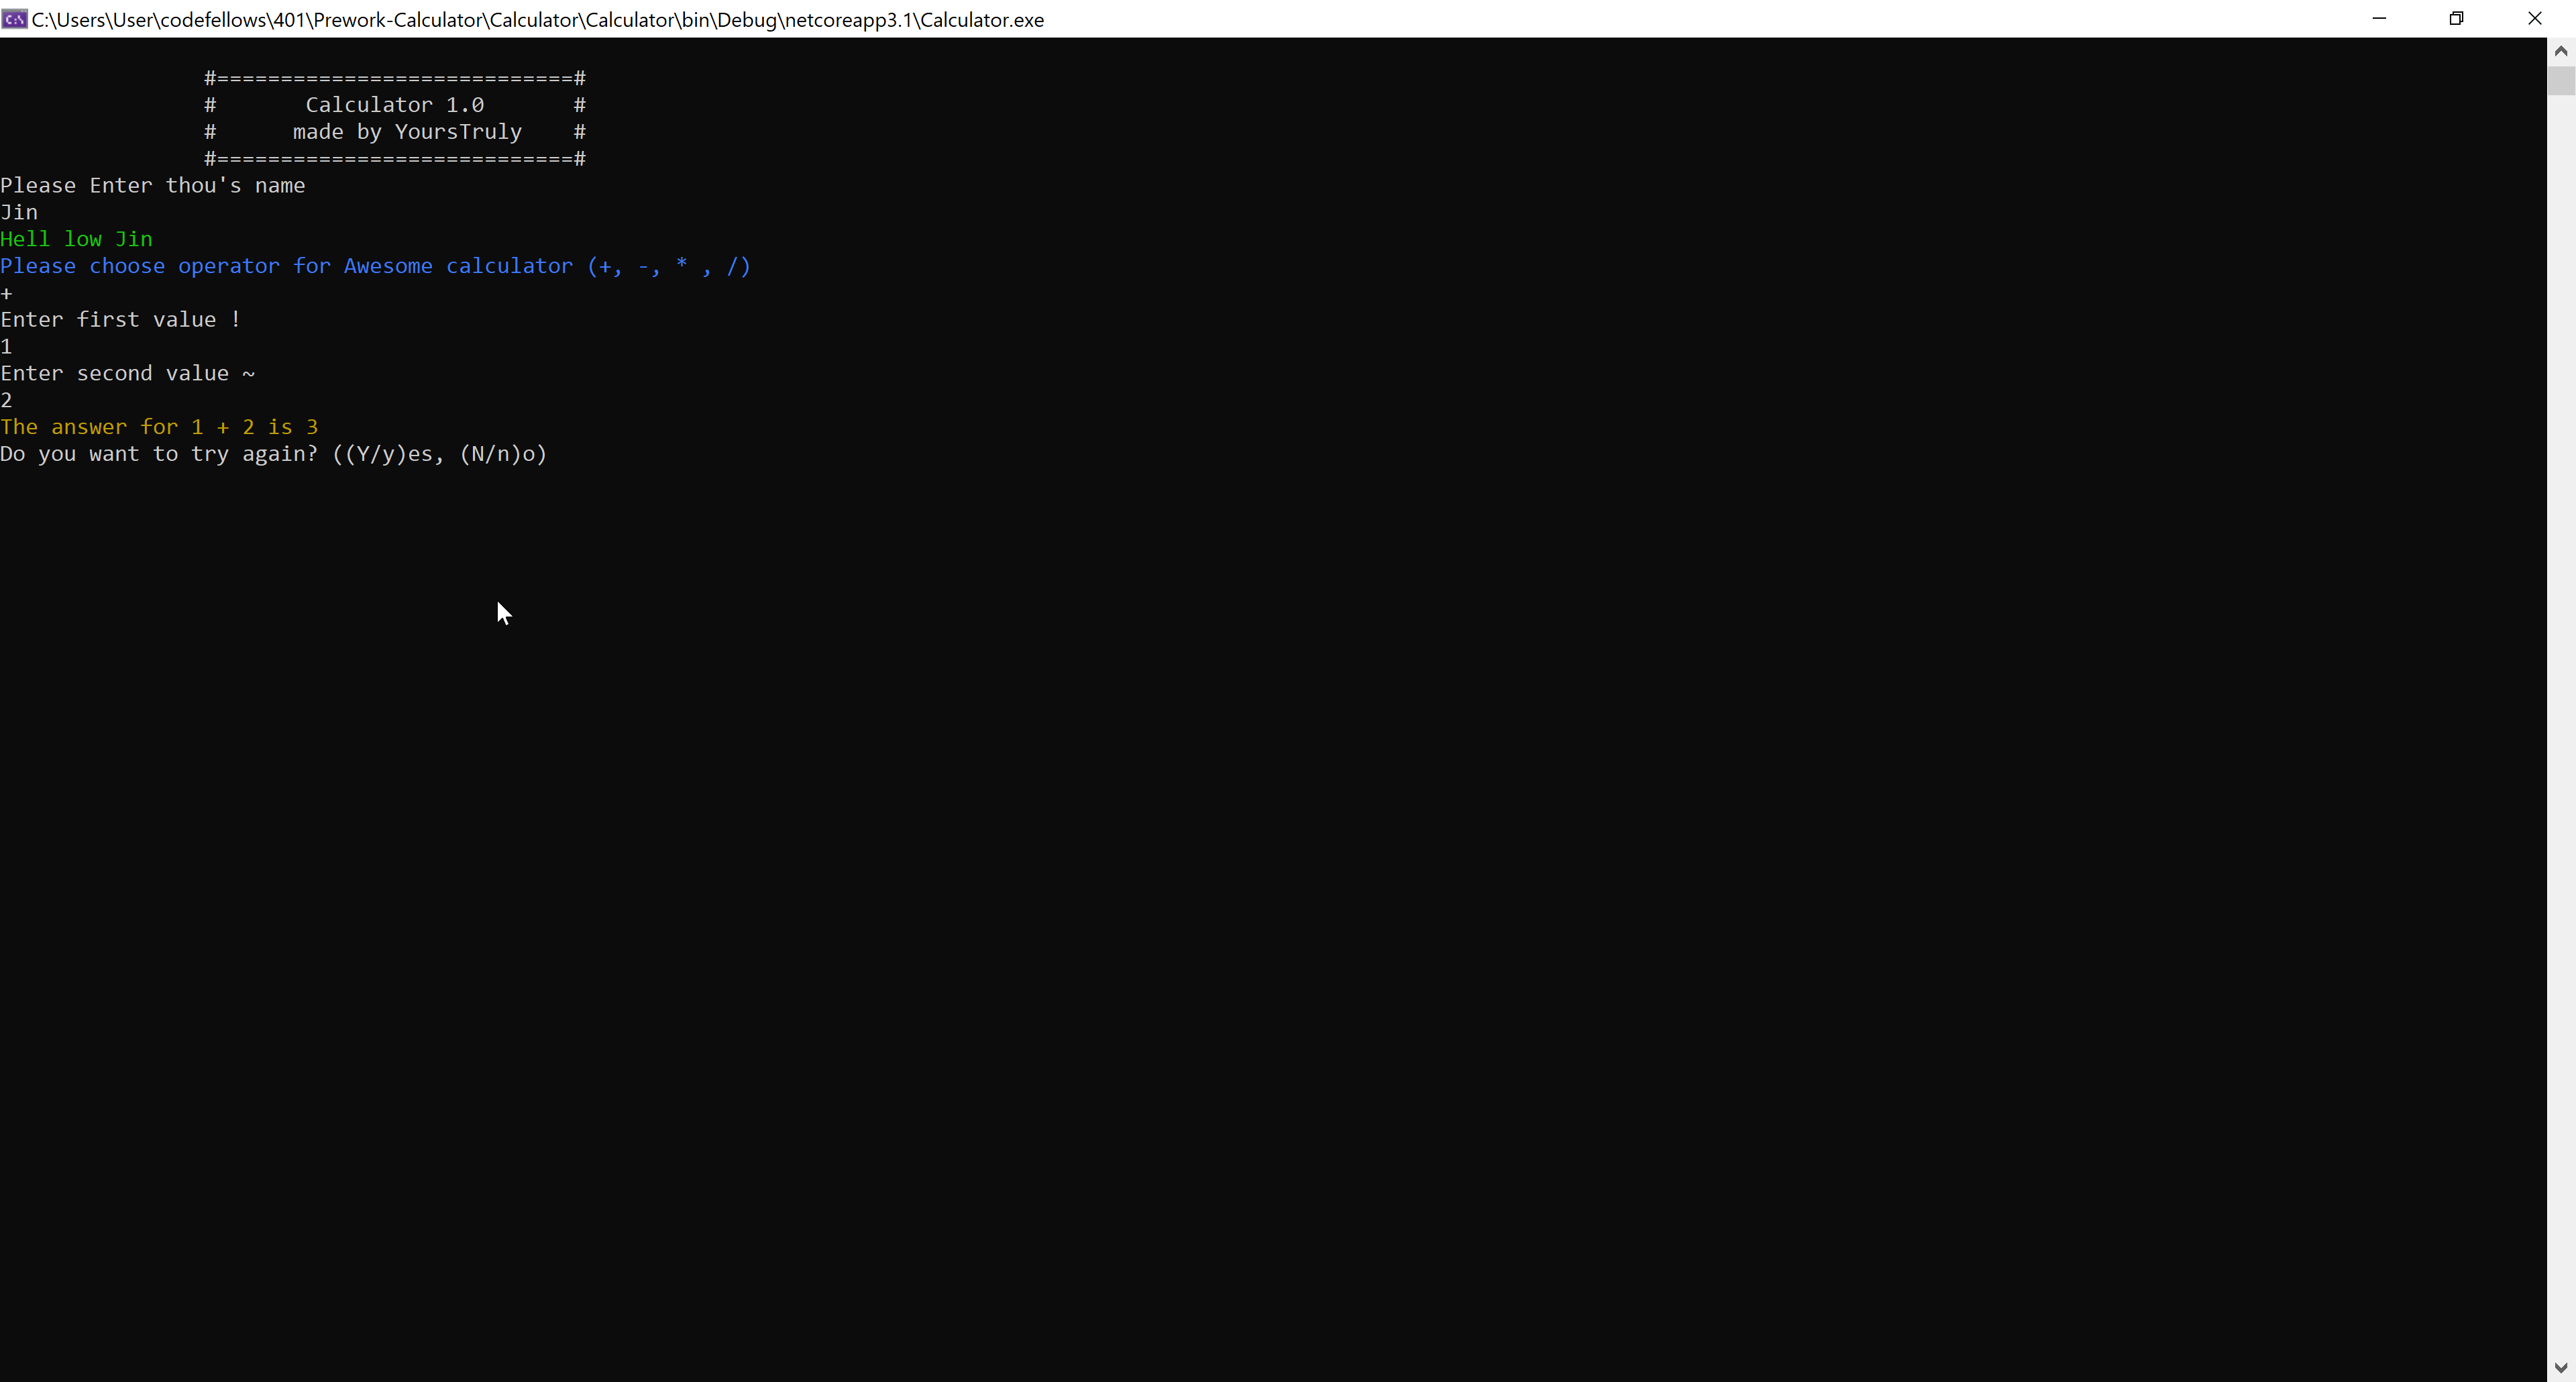 C:\Users\User\codefellows\401\Prework-Calculator\Calculator\Calculator\bin\Debug\netcoreapp3.1\Calculator.exe
#============================#
#       Calculator 1.0       #
#      made by YoursTruly    #
#============================#
Please Enter thou's name
Jin
Hell low Jin
Please choose operator for Awesome calculator (+, -, * , /)
+
Enter first value !
1
Enter second value ~
2
The answer for 1 + 2 is 3
Do you want to try again? ((Y/y)es, (N/n)o)